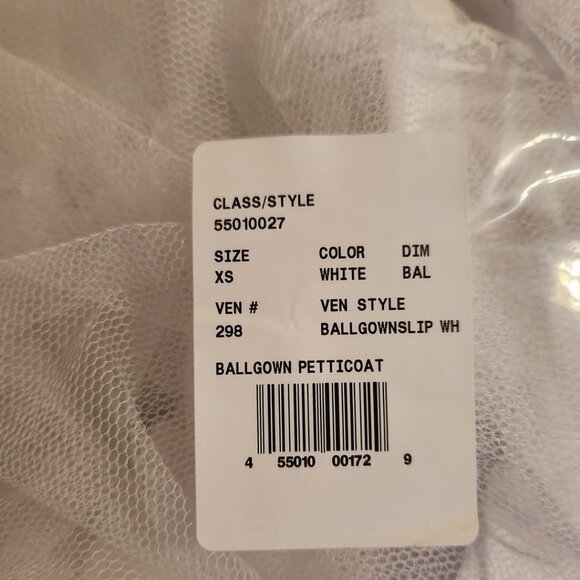 CLASS/STYLE
55010027
SIZE COLOR DIM
XS WHITE BAL
VEN # VEN STYLE
298 BALLGOWNSLIP WH
BALLGOWN PETTICOAT
4 55010 00172 9